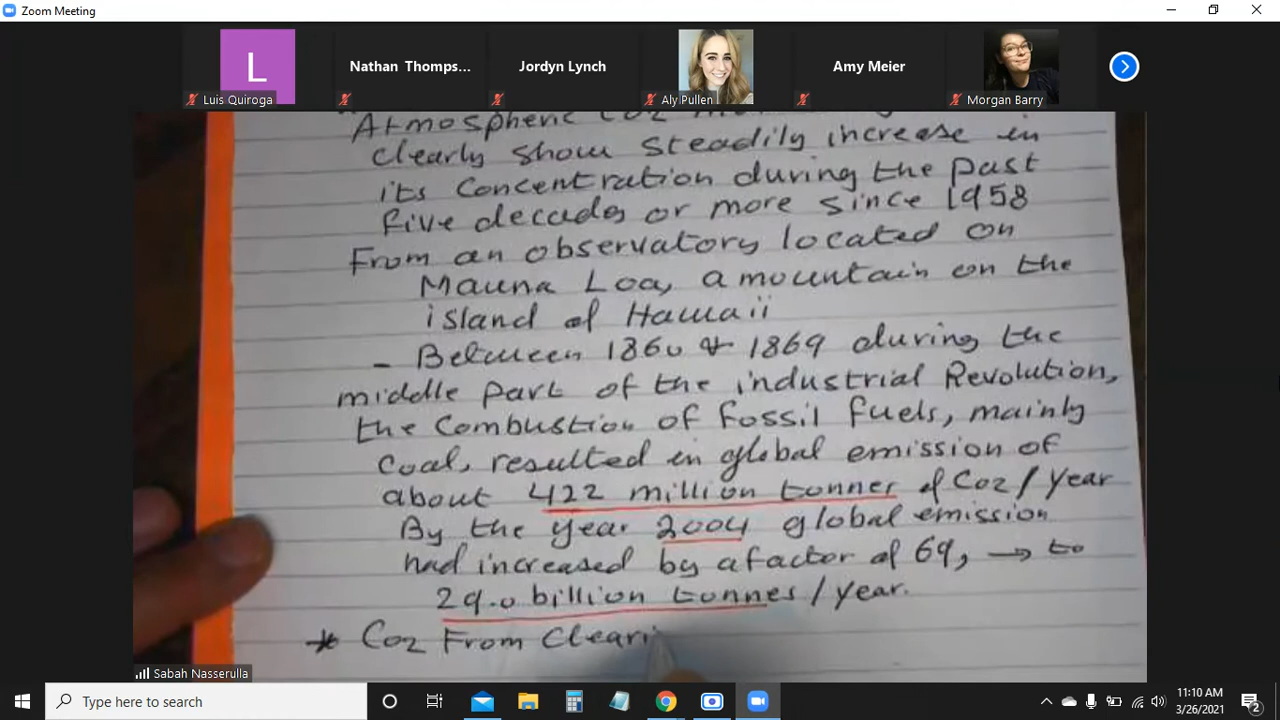 Zoom Meeting
L
Nathan Thomps...
Jordyn Lynch
Amy Meier
Luis Quiroga
Aly Pullen
Morgan Barry
Atmospheric CO2
clearly show steadily increase in
its concentration during the past
five decades or more since 1958
From an observatory located on
Mauna Loa, a mountain on the
island of Hawaii
- Between 1860 & 1869 during the
middle part of the industrial Revolution,
the Combustion of fossil fuels, mainly
Coal, resulted in global emission of
about 422 million tonnes of CO2 / year
By the year 2004 global emission
had increased by a factor of 69, → to
29.0 billion tonnes / year.
* CO2 From Cleari
Sabah Nasserulla
Type here to search
11:10 AM
3/26/2021
2